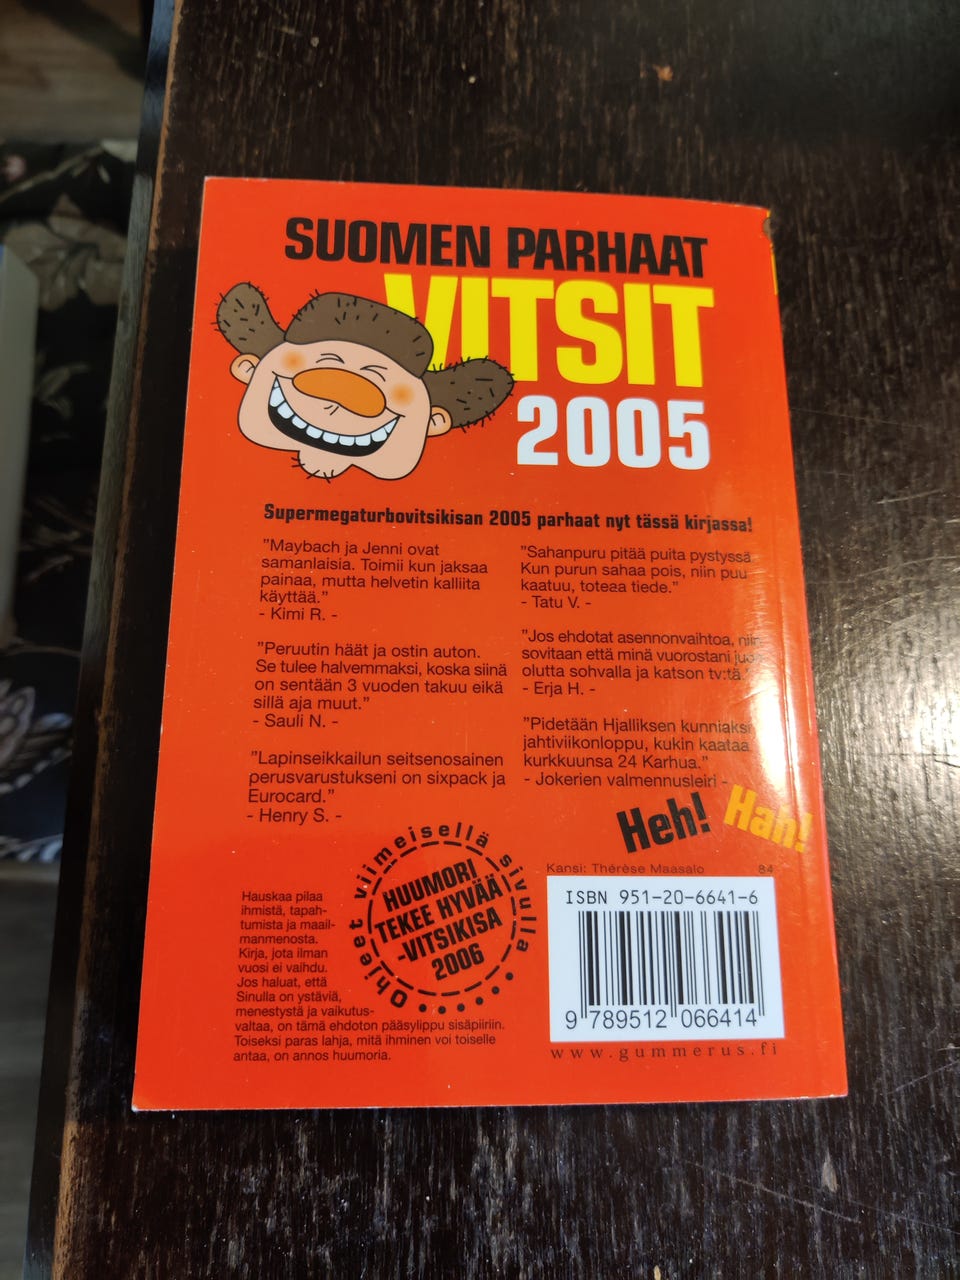 SUOMEN PARHAAT
VITSIT
2005
Supermegaturbovitsikisan 2005 parhaat nyt tässä kirjassa!
"Maybach ja Jenni ovat
samanlaisia. Toimii kun jaksaa
painaa, mutta helvetin kalliita
käyttää."
- Kimi R. -
"Peruutin häät ja ostin auton.
Se tulee halvemmaksi, koska siinä
on sentään 3 vuoden takuu eikä
sillä aja muut."
- Sauli N. -
"Lapinseikkailun seitsenosainen
perusvarustukseni on sixpack ja
Eurocard."
- Henry S. -
"Sahanpuru pitää puita pystyssä.
Kun purun sahaa pois, niin puu
kaatuu, toteaa tiede."
- Tatu V. -
"Jos ehdotat asennonvaihtoa, niin
sovitaan että minä vuorostani juon
olutta sohvalla ja katson tv:tä."
- Erja H. -
"Pidetään Hjalliksen kunniaksi
jahtiviikonloppu, kukin kaataa
kurkkuunsa 24 Karhua."
- Jokerien valmennusleiri -
Heh! Hah!
Ohjeet viimeisellä sivulla
HUUMORI
TEKEE HYVÄÄ
-VITSIKISA
2006
Hauskaa pilaa
ihmistä, tapah-
tumista ja maail-
manmenosta.
Kirja, jota ilman
vuosi ei vaihdu.
Jos haluat, että
Sinulla on ystäviä,
menestystä ja vaikutus-
valtaa, on tämä ehdoton pääsylippu sisäpiiriin.
Toiseksi paras lahja, mitä ihminen voi toiselle
antaa, on annos huumoria.
Kansi: Thérèse Maasalo 84
ISBN 951-20-6641-6
9 789512 066414
www.gummerus.fi